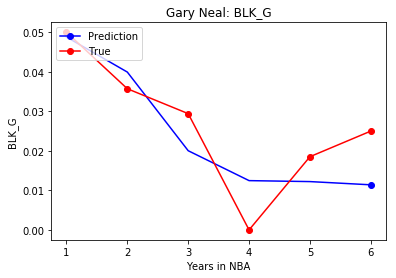 Gary Neal: BLK_G
Prediction
True
0.05
0.04
0.03
0.02
0.01
0.00
BLK_G
1 2 3 4 5 6
Years in NBA